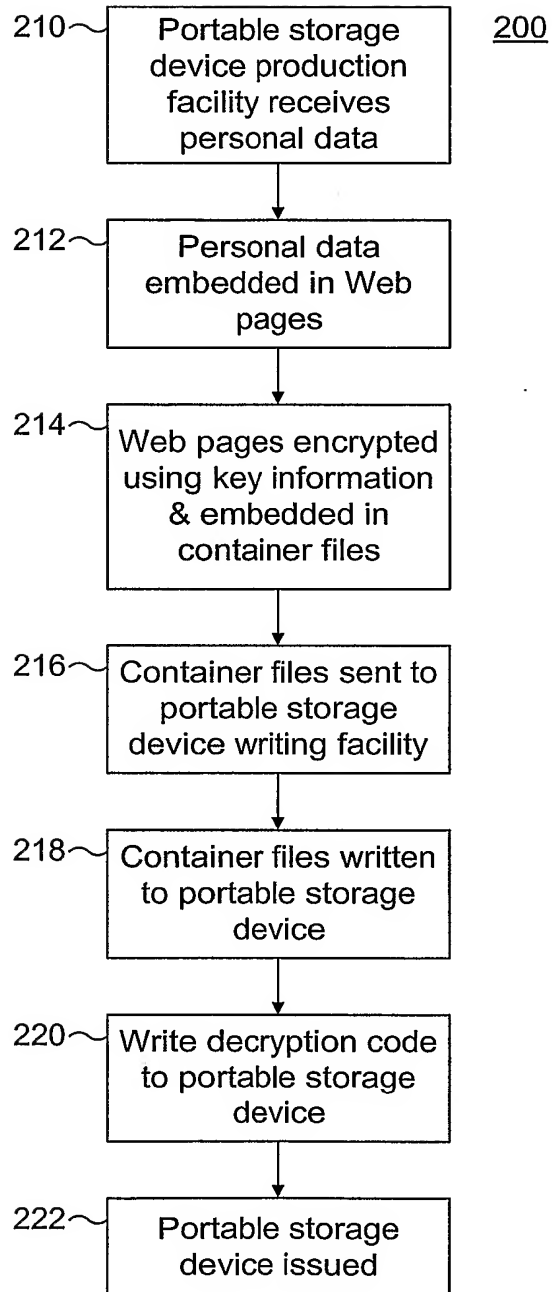 200
210
Portable storage
device production
facility receives
personal data
212
Personal data
embedded in Web
pages
214
Web pages encrypted
using key information
& embedded in
container files
216
Container files sent to
portable storage
device writing facility
218
Container files written
to portable storage
device
220
Write decryption code
to portable storage
device
222
Portable storage
device issued